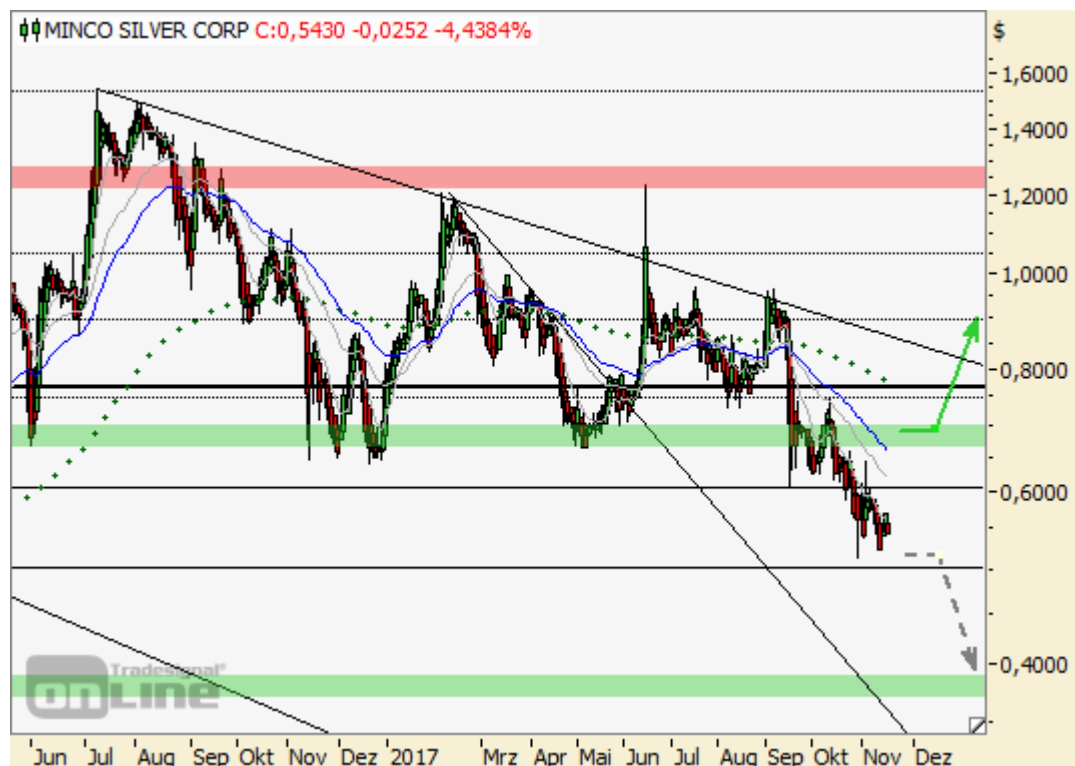 MINCO SILVER CORP C:0,5430 -0,0252 -4,4384%
$
1,6000
1,4000
1,2000
1,0000
0,8000
0,6000
0,4000
Tradesignal®
onLine
Jun Jul Aug Sep Okt Nov Dez 2017 Mrz Apr Mai Jun Jul Aug Sep Okt Nov Dez